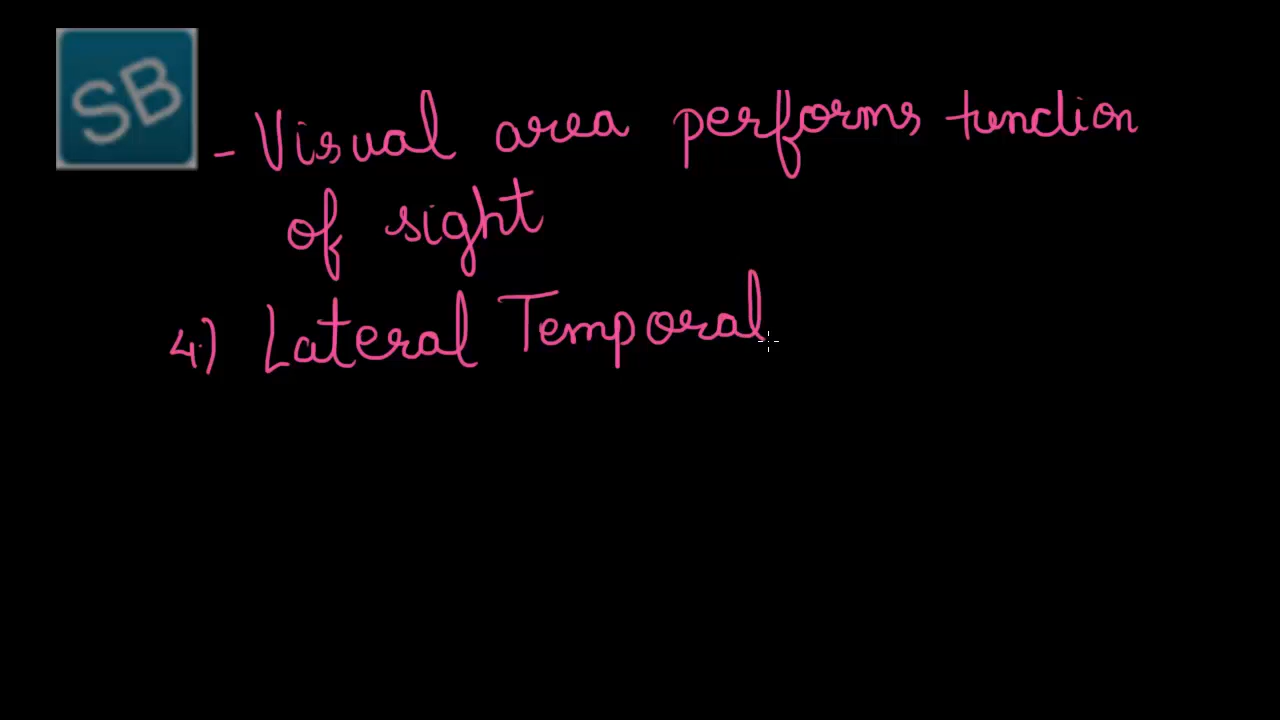 SB
- Visual area performs function
of sight
4.) Lateral Temporal